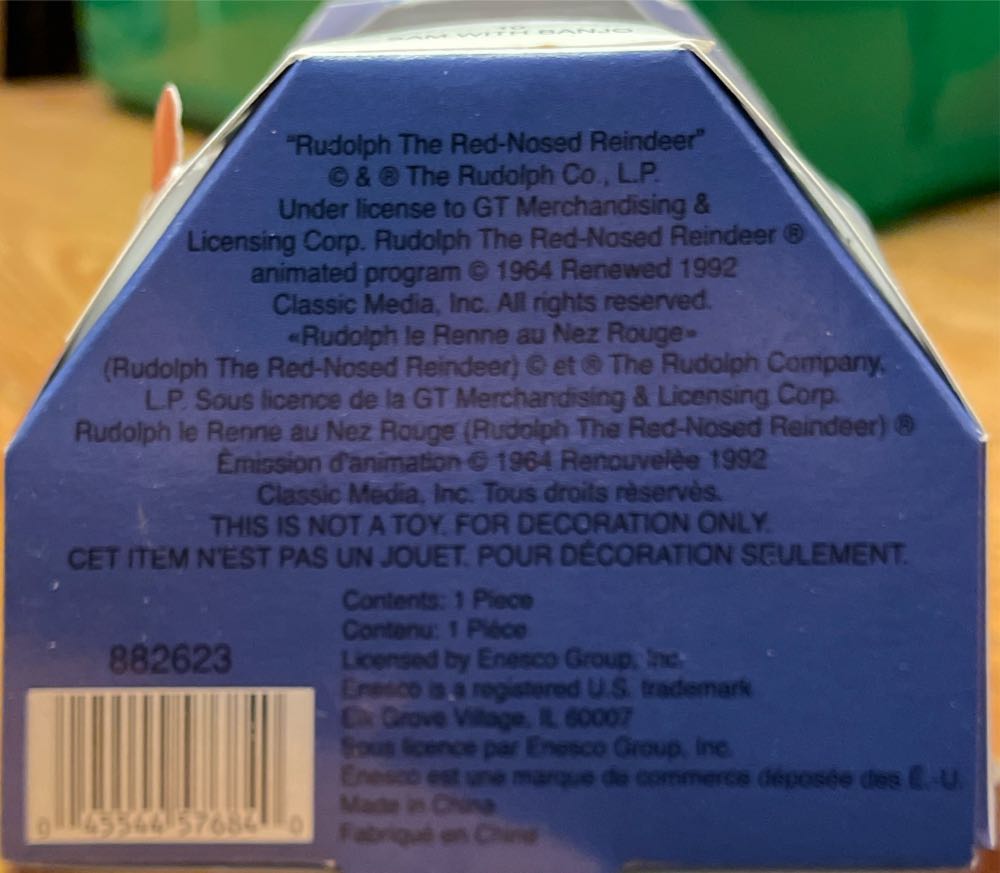 SAM WITH BANJO
“Rudolph The Red-Nosed Reindeer”
© & ® The Rudolph Co., L.P.
Under license to GT Merchandising &
Licensing Corp. Rudolph The Red-Nosed Reindeer ®
animated program © 1964 Renewed 1992
Classic Media, Inc. All rights reserved.
«Rudolph le Renne au Nez Rouge»
(Rudolph The Red-Nosed Reindeer) © et ® The Rudolph Company,
L.P. Sous licence de la GT Merchandising & Licensing Corp.
Rudolph le Renne au Nez Rouge (Rudolph The Red-Nosed Reindeer) ®
Émission d'animation © 1964 Renouvelèe 1992
Classic Media, Inc. Tous droits rèservès.
THIS IS NOT A TOY. FOR DECORATION ONLY.
CET ITEM N'EST PAS UN JOUET. POUR DÉCORATION SEULEMENT.
Contents: 1 Piece
Contenu: 1 Pièce
882623
Licensed by Enesco Group, Inc.
Enesco is a registered U.S. trademark
Elk Grove Village, IL 60007
Sous licence par Enesco Group, Inc.
Enesco est une marque de commerce déposée des É.-U.
Made in China
Fabriqué en Chine
0 45544 57684 0